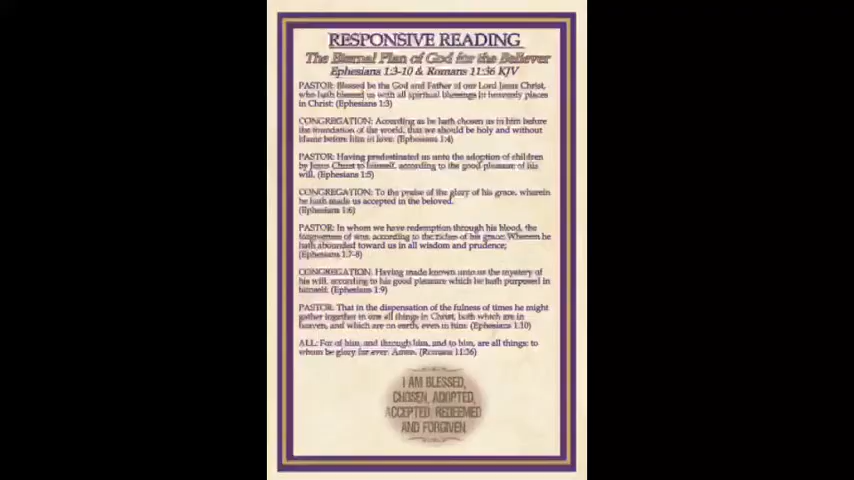 RESPONSIVE READING
The Eternal Plan of God for the Believer
Ephesians 1:3-10 & Romans 11:36 KJV
PASTOR: Blessed be the God and Father of our Lord Jesus Christ,
who hath blessed us with all spiritual blessings in heavenly places
in Christ: (Ephesians 1:3)
CONGREGATION: According as he hath chosen us in him before
the foundation of the world, that we should be holy and without
blame before him in love. (Ephesians 1:4)
PASTOR: Having predestinated us unto the adoption of children
by Jesus Christ to himself, according to the good pleasure of his
will, (Ephesians 1:5)
CONGREGATION: To the praise of the glory of his grace, wherein
he hath made us accepted in the beloved.
(Ephesians 1:6)
PASTOR: In whom we have redemption through his blood, the
forgiveness of sins, according to the riches of his grace; Wherein he
hath abounded toward us in all wisdom and prudence;
(Ephesians 1:7-8)
CONGREGATION: Having made known unto us the mystery of
his will, according to his good pleasure which he hath purposed in
himself: (Ephesians 1:9)
PASTOR: That in the dispensation of the fulness of times he might
gather together in one all things in Christ, both which are in
heaven, and which are on earth, even in him: (Ephesians 1:10)
ALL: For of him, and through him, and to him, are all things: to
whom be glory for ever. Amen. (Romans 11:36)
I AM BLESSED,
CHOSEN, ADOPTED,
ACCEPTED, REDEEMED
AND FORGIVEN